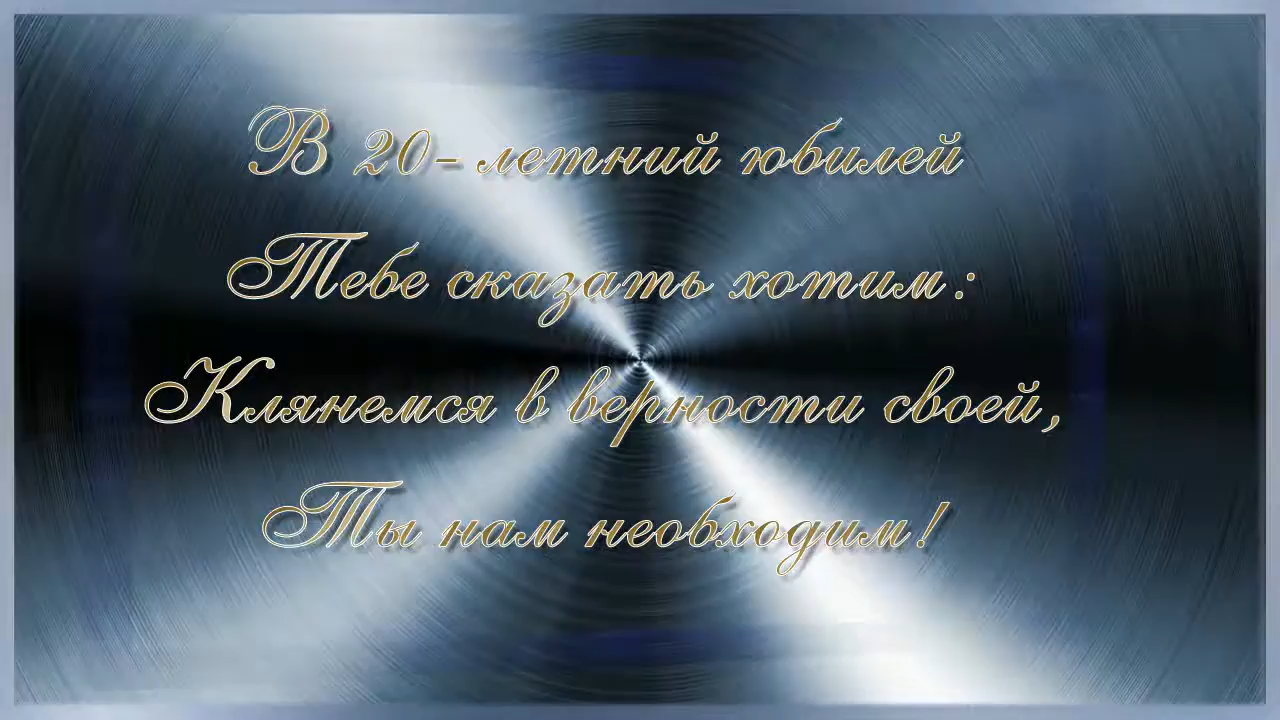 В 20- летний юбилей
Тебе сказать хотим:
Клянемся в верности своей,
Ты нам необходим!